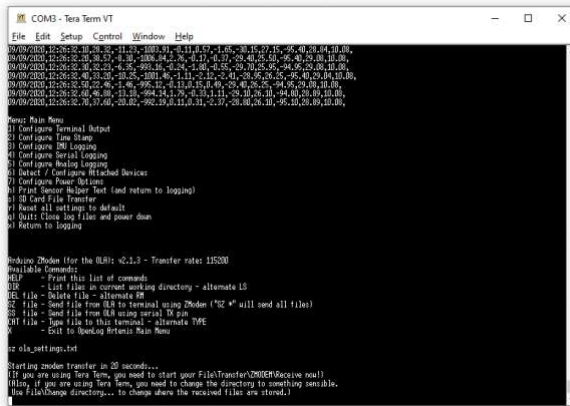 COM3 - Tera Term VT
File Edit Setup Control Window Help
Menu: Main Menu
1) Configure Terminal Output
2) Configure Time Stamp
3) Configure IMU Logging
4) Configure Serial Logging
5) Configure Analog Logging
6) Detect / Configure Attached Devices
7) Configure Power Options
h) Print Sensor Helper Text (and return to logging)
s) SD Card File Transfer
r) Reset all settings to default
q) Quit: Close log files and power down
x) Return to logging
Arduino ZModem (for the OLA): v2.1.3 - Transfer rate: 115200
Available Commands:
HELP - Print this list of commands
DIR - List files in current working directory - alternate LS
DEL file - Delete file - alternate RM
SZ file - Send file from OLA to terminal using ZModem ("SZ *" will send all files)
SS file - Send file from OLA using serial TX pin
CAT file - Type file to this terminal - alternate TYPE
X - Exit to OpenLog Artemis Main Menu
sz ola_settings.txt
Starting zmodem transfer in 20 seconds...
(If you are using Tera Term, you need to start your File\Transfer\ZMODEM\Receive now!)
(Also, if you are using Tera Term, you need to change the directory to something sensible.
Use File\Change directory... to change where the received files are stored.)